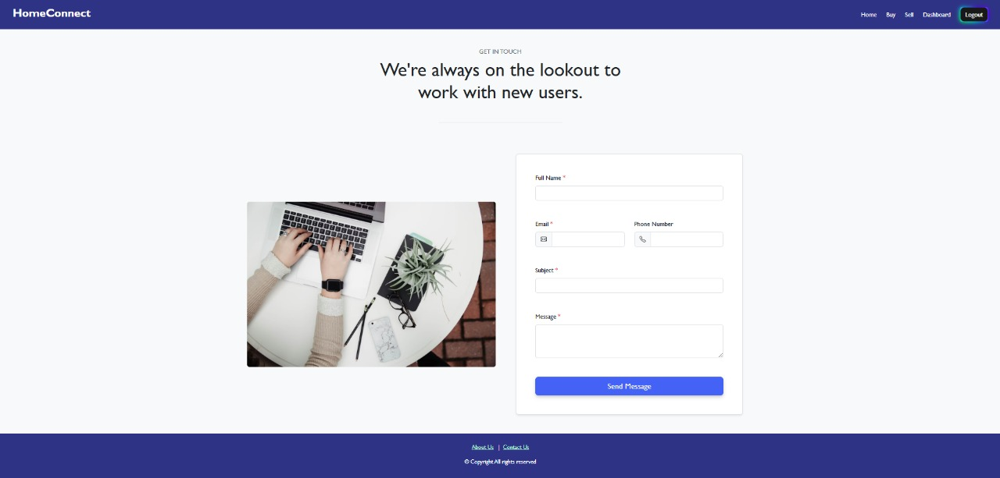 HomeConnect
Home Buy Sell Dashboard Logout
GET IN TOUCH
We're always on the lookout to
work with new users.
Full Name *
Email * Phone Number
Subject *
Message *
Send Message
About Us | Contact Us
© Copyright All rights reserved